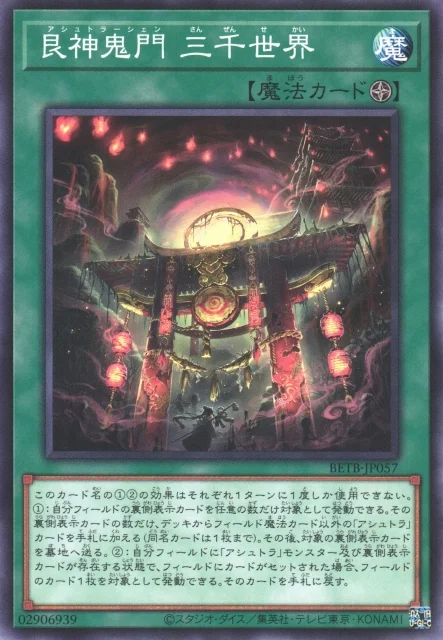 アシュトラーシェン さんぜんせかい
艮神鬼門 三千世界
魔
まほう
【魔法カード】
BETB-JP057
このカード名の①②の効果はそれぞれ1ターンに1度しか使用できない。
①:自分フィールドの裏側表示カードを任意の数だけ対象として発動できる。その
裏側表示カードの数だけ、デッキからフィールド魔法カード以外の「アシュトラ」
カードを手札に加える(同名カードは1枚まで)。その後、対象の裏側表示カード
を墓地へ送る。②:自分フィールドに「アシュトラ」モンスター及び裏側表示
カードが存在する状態で、フィールドにカードがセットされた場合、フィールド
のカード1枚を対象として発動できる。そのカードを手札に戻す。
02906939
©スタジオ・ダイス/集英社・テレビ東京・KONAMI